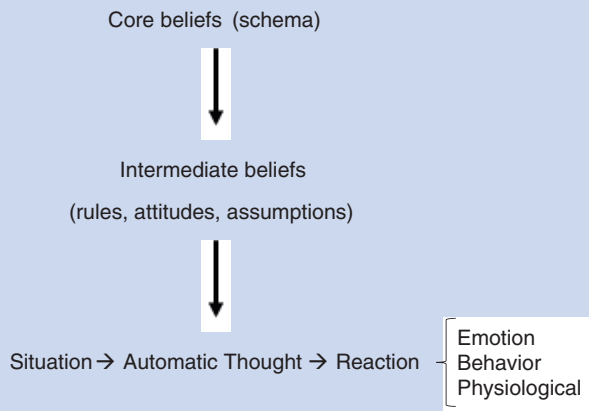 Core beliefs (schema)
Intermediate beliefs
(rules, attitudes, assumptions)
Situation → Automatic Thought → Reaction
Emotion
Behavior
Physiological